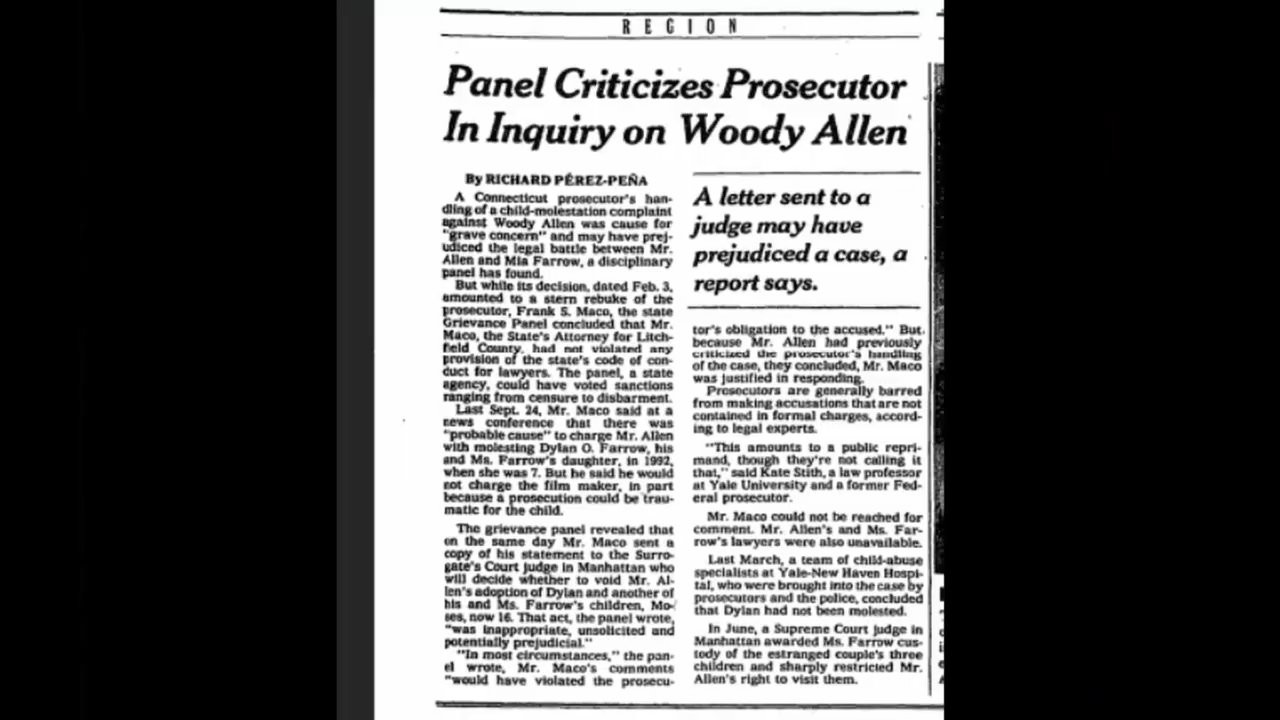 REGION
Panel Criticizes Prosecutor
In Inquiry on Woody Allen
By RICHARD PÉREZ-PEÑA
A Connecticut prosecutor's han-
dling of a child-molestation complaint
against Woody Allen was cause for
"grave concern" and may have prej-
udiced the legal battle between Mr.
Allen and Mia Farrow, a disciplinary
panel has found.
But while its decision, dated Feb. 3,
amounted to a stern rebuke of the
prosecutor, Frank S. Maco, the state
Grievance Panel concluded that Mr.
Maco, the State's Attorney for Litch-
field County, had not violated any
provision of the state's code of con-
duct for lawyers. The panel, a state
agency, could have voted sanctions
ranging from censure to disbarment.
Last Sept. 24, Mr. Maco said at a
news conference that there was
"probable cause" to charge Mr. Allen
with molesting Dylan O. Farrow, his
and Ms. Farrow's daughter, in 1992,
when she was 7. But he said he would
not charge the film maker, in part
because a prosecution could be trau-
matic for the child.
The grievance panel revealed that
on the same day Mr. Maco sent a
copy of his statement to the Surro-
gate's Court judge in Manhattan who
will decide whether to void Mr. Al-
len's adoption of Dylan and another of
his and Ms. Farrow's children, Mo-
ses, now 16. That act, the panel wrote,
"was inappropriate, unsolicited and
potentially prejudicial."
"In most circumstances," the pan-
el wrote, Mr. Maco's comments
"would have violated the prosecu-
A letter sent to a
judge may have
prejudiced a case, a
report says.
tor's obligation to the accused." But
because Mr. Allen had previously
criticized the prosecutor's handling
of the case, they concluded, Mr. Maco
was justified in responding.
Prosecutors are generally barred
from making accusations that are not
contained in formal charges, accord-
ing to legal experts.
"This amounts to a public repri-
mand, though they're not calling it
that," said Kate Stith, a law professor
at Yale University and a former Fed-
eral prosecutor.
Mr. Maco could not be reached for
comment. Mr. Allen's and Ms. Far-
row's lawyers were also unavailable.
Last March, a team of child-abuse
specialists at Yale-New Haven Hospi-
tal, who were brought into the case by
prosecutors and the police, concluded
that Dylan had not been molested.
In June, a Supreme Court judge in
Manhattan awarded Ms. Farrow cus-
tody of the estranged couple's three
children and sharply restricted Mr.
Allen's right to visit them.